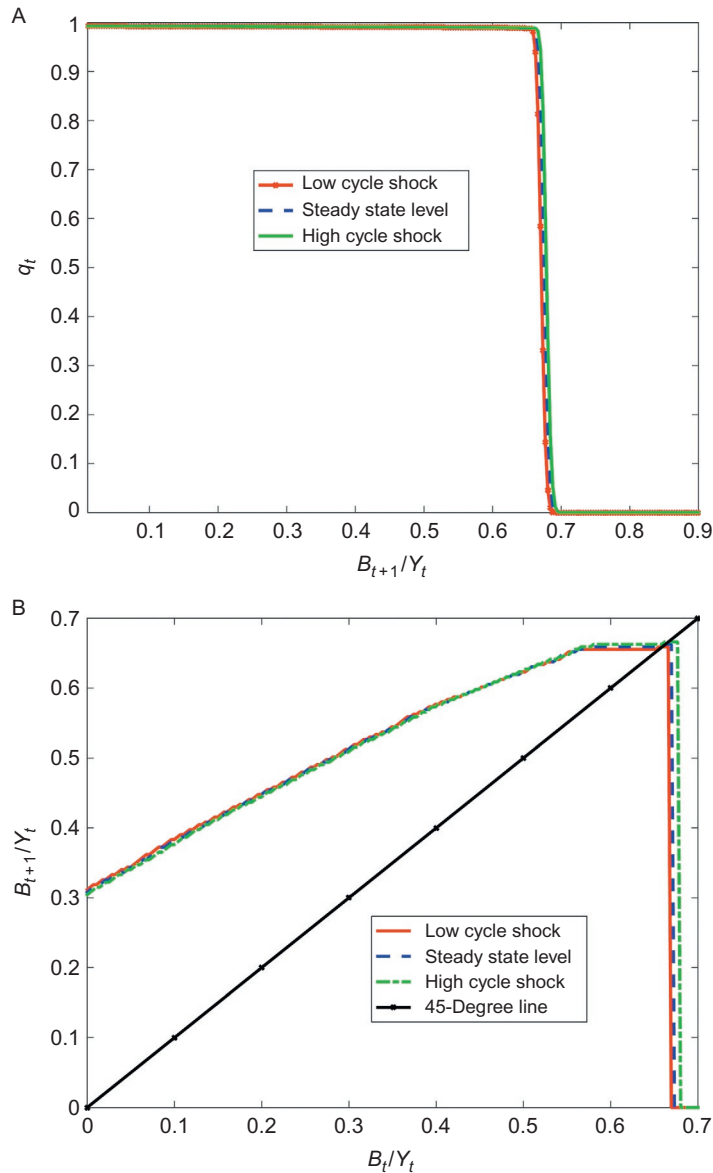 A
1
0.9
0.8
0.7
0.6
0.5
0.4
0.3
0.2
0.1
0
q_t
Low cycle shock
Steady state level
High cycle shock
0.1 0.2 0.3 0.4 0.5 0.6 0.7 0.8 0.9
B_{t+1}/Y_t
B
0.7
0.6
0.5
0.4
0.3
0.2
0.1
0
B_{t+1}/Y_t
Low cycle shock
Steady state level
High cycle shock
45-Degree line
0 0.1 0.2 0.3 0.4 0.5 0.6 0.7
B_t/Y_t